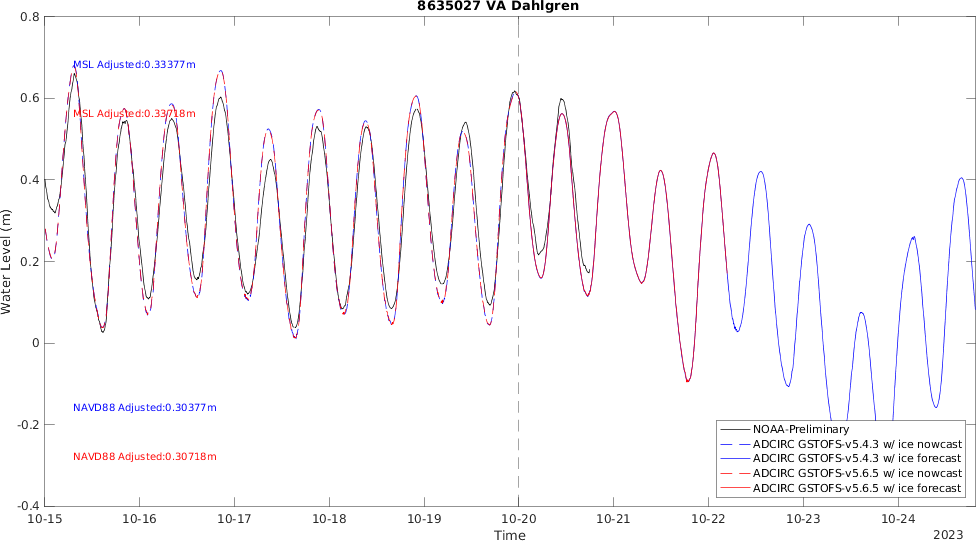 8635027 VA Dahlgren
0.8
0.6
0.4
0.2
0
-0.2
-0.4
Water Level (m)
MSL Adjusted:0.33377m
MSL Adjusted:0.33718m
NAVD88 Adjusted:0.30377m
NAVD88 Adjusted:0.30718m
NOAA-Preliminary
ADCIRC GSTOFS-v5.4.3 w/ ice nowcast
ADCIRC GSTOFS-v5.4.3 w/ ice forecast
ADCIRC GSTOFS-v5.6.5 w/ ice nowcast
ADCIRC GSTOFS-v5.6.5 w/ ice forecast
10-15 10-16 10-17 10-18 10-19 10-20 10-21 10-22 10-23 10-24
Time
2023